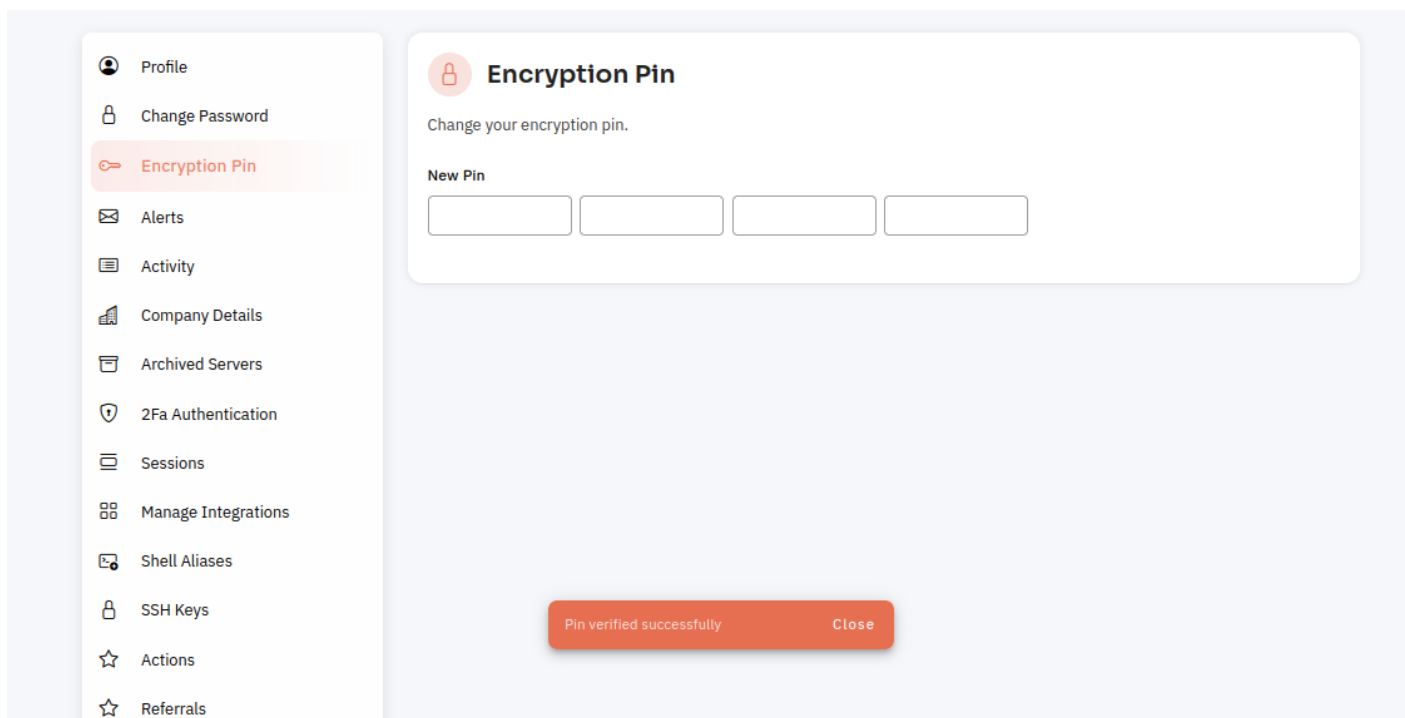 Profile
Change Password
Encryption Pin
Alerts
Activity
Company Details
Archived Servers
2Fa Authentication
Sessions
Manage Integrations
Shell Aliases
SSH Keys
Actions
Referrals
Encryption Pin
Change your encryption pin.
New Pin
Pin verified successfully Close